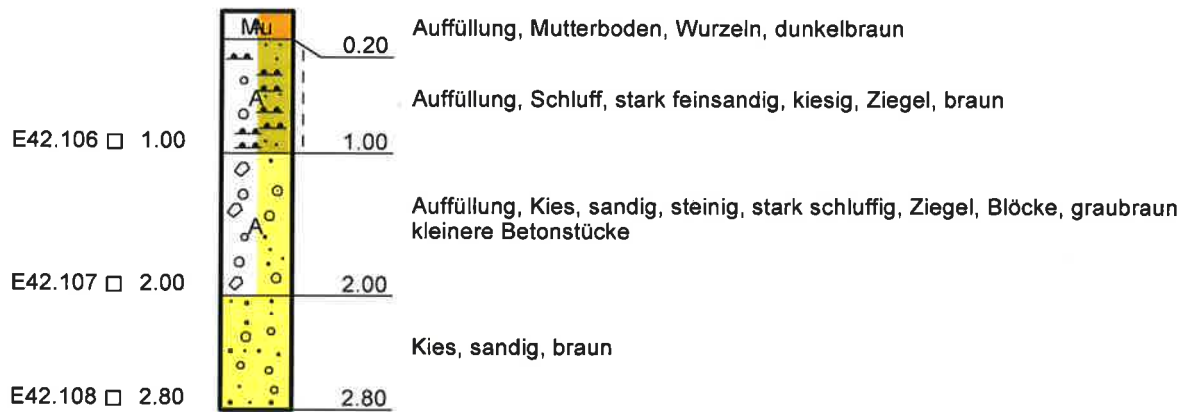 Mu
0.20 Auffüllung, Mutterboden, Wurzeln, dunkelbraun
A
Auffüllung, Schluff, stark feinsandig, kiesig, Ziegel, braun
E42.106 □ 1.00
1.00
A
Auffüllung, Kies, sandig, steinig, stark schluffig, Ziegel, Blöcke, graubraun
kleinere Betonstücke
E42.107 □ 2.00
2.00
Kies, sandig, braun
E42.108 □ 2.80
2.80